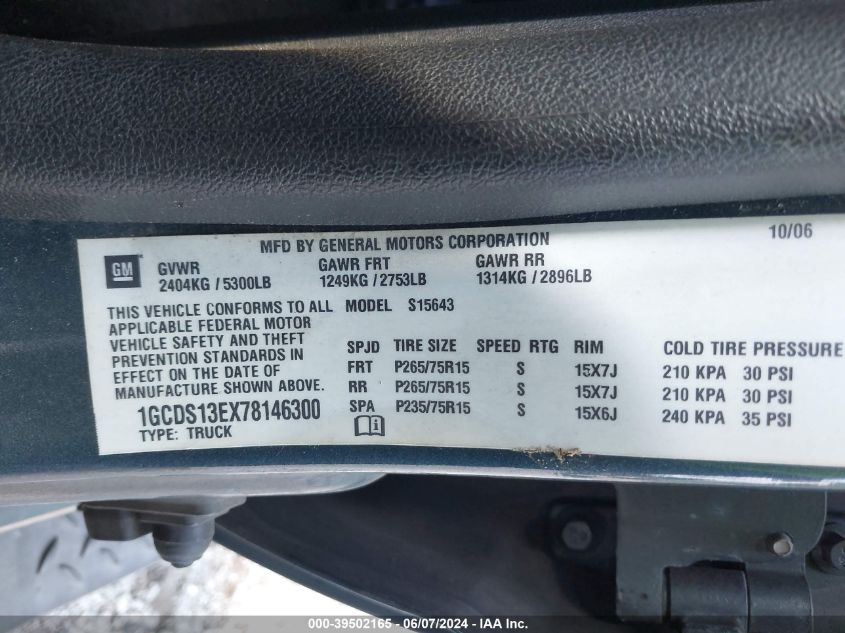 MFD BY GENERAL MOTORS CORPORATION 10/06
GM
GVWR GAWR FRT GAWR RR
2404KG / 5300LB 1249KG / 2753LB 1314KG / 2896LB
THIS VEHICLE CONFORMS TO ALL
APPLICABLE FEDERAL MOTOR
VEHICLE SAFETY AND THEFT
PREVENTION STANDARDS IN
EFFECT ON THE DATE OF
MANUFACTURE SHOWN ABOVE.
1GCDS13EX78146300
TYPE: TRUCK
MODEL S15643
SPJD TIRE SIZE SPEED RTG RIM COLD TIRE PRESSURE
FRT P265/75R15 S 15X7J 210 KPA 30 PSI
RR P265/75R15 S 15X7J 210 KPA 30 PSI
SPA P235/75R15 S 15X6J 240 KPA 35 PSI
000-39502165 - 06/07/2024 - IAA Inc.